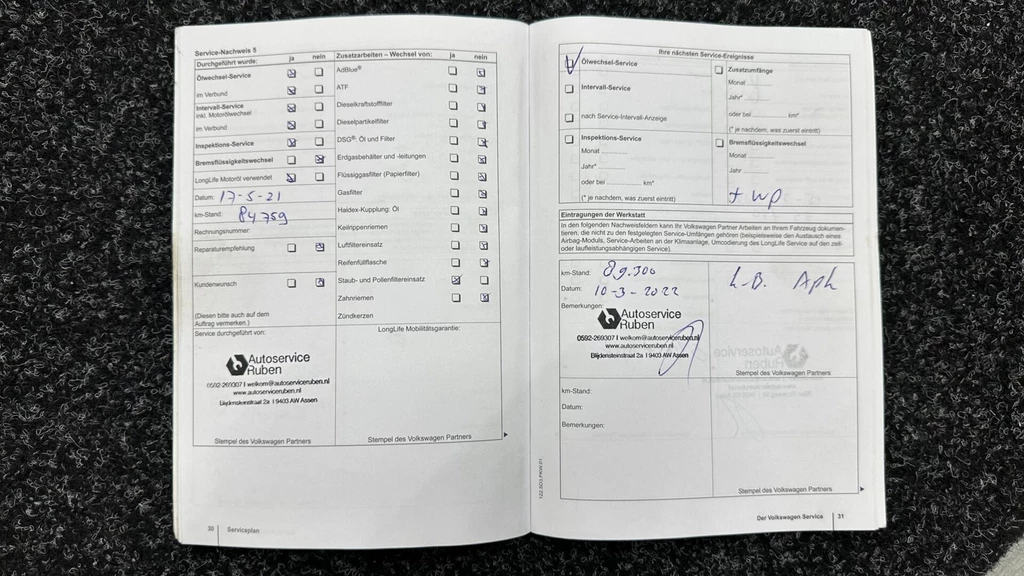 Service-Nachweis 5
Durchgeführt wurde: ja nein
Ölwechsel-Service
im Verbund
Intervall-Service
inkl. Motorölwechsel
im Verbund
Inspektions-Service
Bremsflüssigkeitswechsel
LongLife Motoröl verwendet
Datum: 17-5-21
km-Stand: 84759
Rechnungsnummer:
Reparaturempfehlung
Kundenwunsch
(Diesen bitte auch auf dem
Auftrag vermerken.)
Zusatzarbeiten – Wechsel von: ja nein
AdBlue®
ATF
Dieselkraftstofffilter
Dieselpartikelfilter
DSG®: Öl und Filter
Erdgasbehälter und -leitungen
Flüssiggasfilter (Papierfilter)
Gasfilter
Haldex-Kupplung: Öl
Keilrippenriemen
Luftfiltereinsatz
Reifenfüllflasche
Staub- und Pollenfiltereinsatz
Zahnriemen
Zündkerzen
Service durchgeführt von:
Autoservice
Ruben
0592-269307 I welkom@autoserviceruben.nl
www.autoserviceruben.nl
Blijdensteinstraat 2a I 9403 AW Assen
Stempel des Volkswagen Partners
LongLife Mobilitätsgarantie:
Stempel des Volkswagen Partners
30 Serviceplan
Ihre nächsten Service-Ereignisse
Ölwechsel-Service
Intervall-Service
nach Service-Intervall-Anzeige
Inspektions-Service
Monat
Jahr*
oder bei km*
(* je nachdem, was zuerst eintritt)
Zusatzumfänge
Monat
Jahr*
oder bei km*
(* je nachdem, was zuerst eintritt)
Bremsflüssigkeitswechsel
Monat
Jahr
+ wp
Eintragungen der Werkstatt
In den folgenden Nachweisfeldern kann Ihr Volkswagen Partner Arbeiten an Ihrem Fahrzeug dokumen-
tieren, die nicht zu den festgelegten Service-Umfängen gehören (beispielsweise den Austausch eines
Airbag-Moduls, Service-Arbeiten an der Klimaanlage, Umcodierung des LongLife Service auf den zeit-
oder laufleistungsabhängigen Service).
km-Stand: 89.300
Datum: 10-3-2022
Bemerkungen:
Autoservice
Ruben
0592-269307 I welkom@autoserviceruben.nl
www.autoserviceruben.nl
Blijdensteinstraat 2a I 9403 AW Assen
Stempel des Volkswagen Partners
km-Stand:
Datum:
Bemerkungen:
Stempel des Volkswagen Partners
122.5D3.PKW.01
Der Volkswagen Service 31